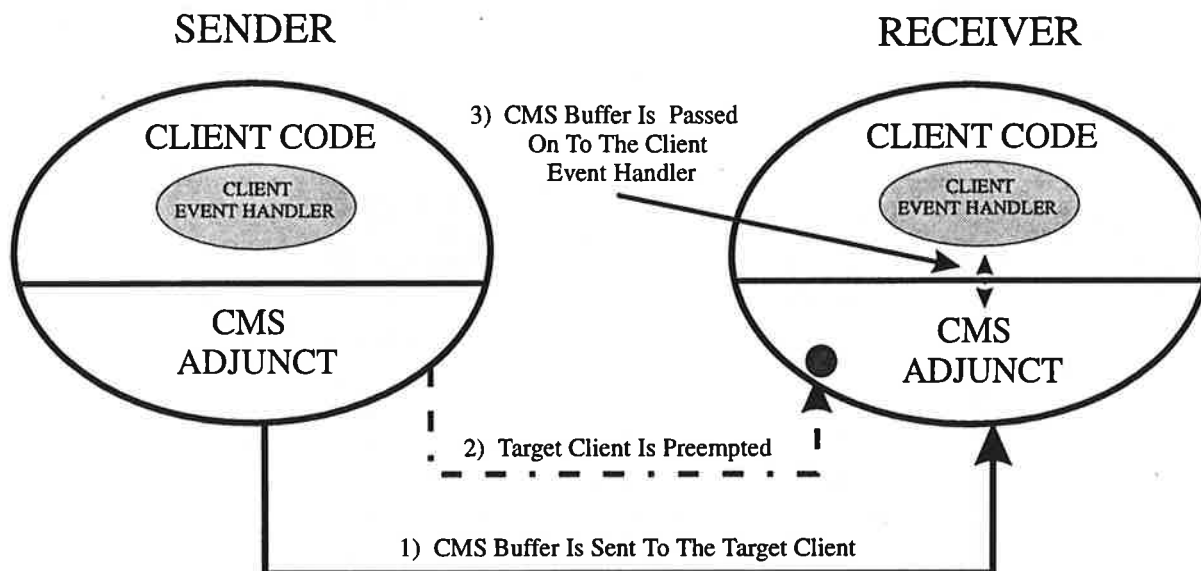 SENDER
CLIENT CODE
CLIENT
EVENT HANDLER
CMS
ADJUNCT
3) CMS Buffer Is Passed
On To The Client
Event Handler
RECEIVER
CLIENT CODE
CLIENT
EVENT HANDLER
CMS
ADJUNCT
2) Target Client Is Preempted
1) CMS Buffer Is Sent To The Target Client